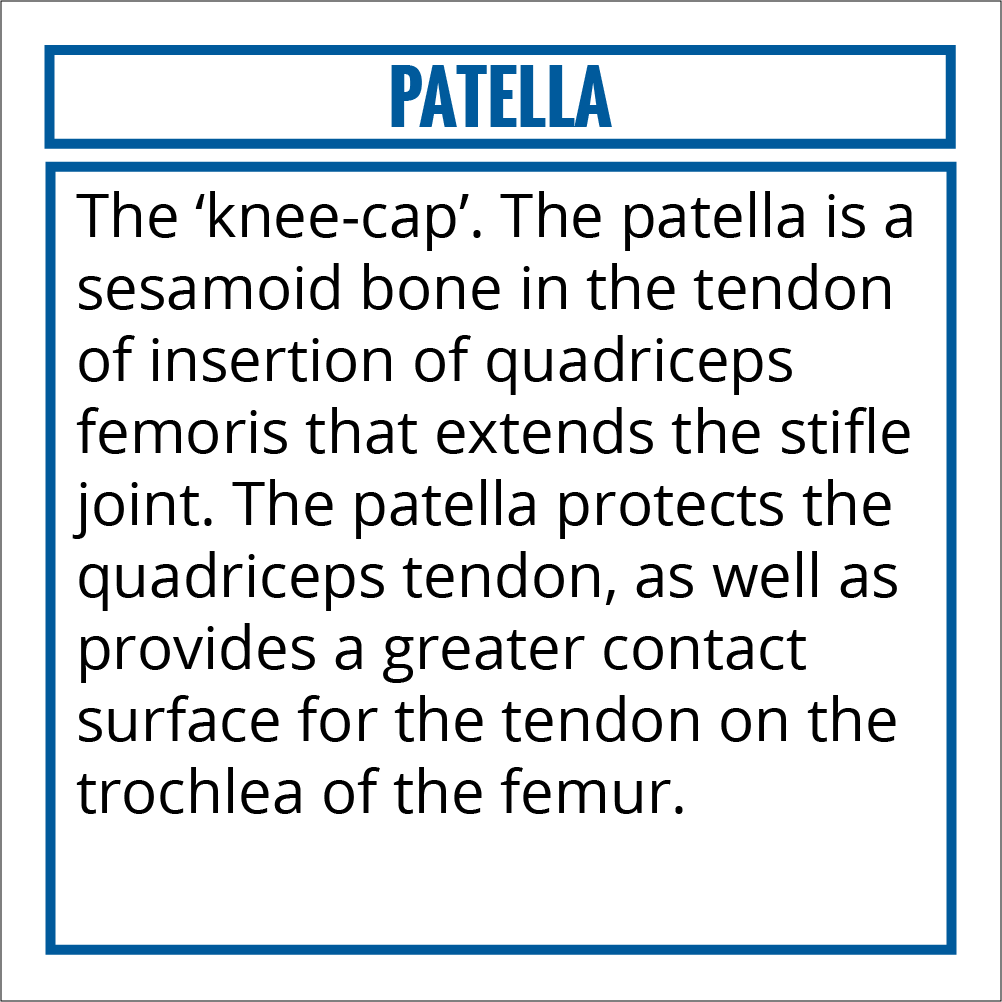 PATELLA
The ‘knee-cap’. The patella is a
sesamoid bone in the tendon
of insertion of quadriceps
femoris that extends the stifle
joint. The patella protects the
quadriceps tendon, as well as
provides a greater contact
surface for the tendon on the
trochlea of the femur.